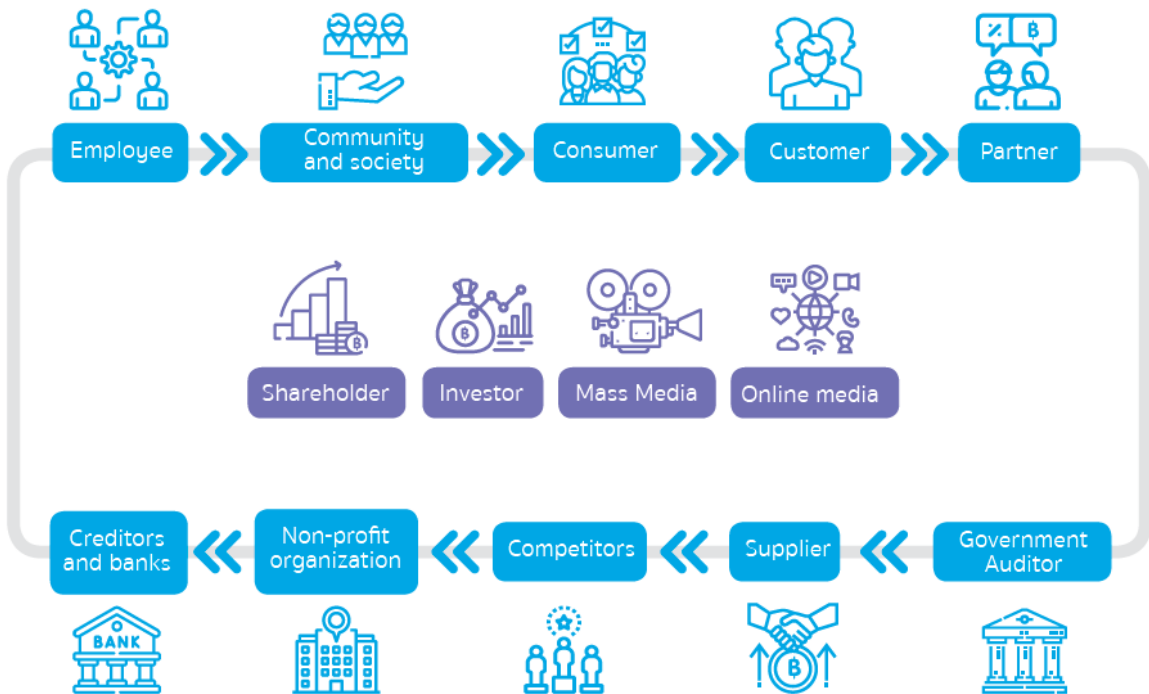 Employee
Community
and society
Consumer
Customer
Partner
Shareholder
Investor
Mass Media
Online media
Creditors
and banks
Non-profit
organization
Competitors
Supplier
Government
Auditor
BANK